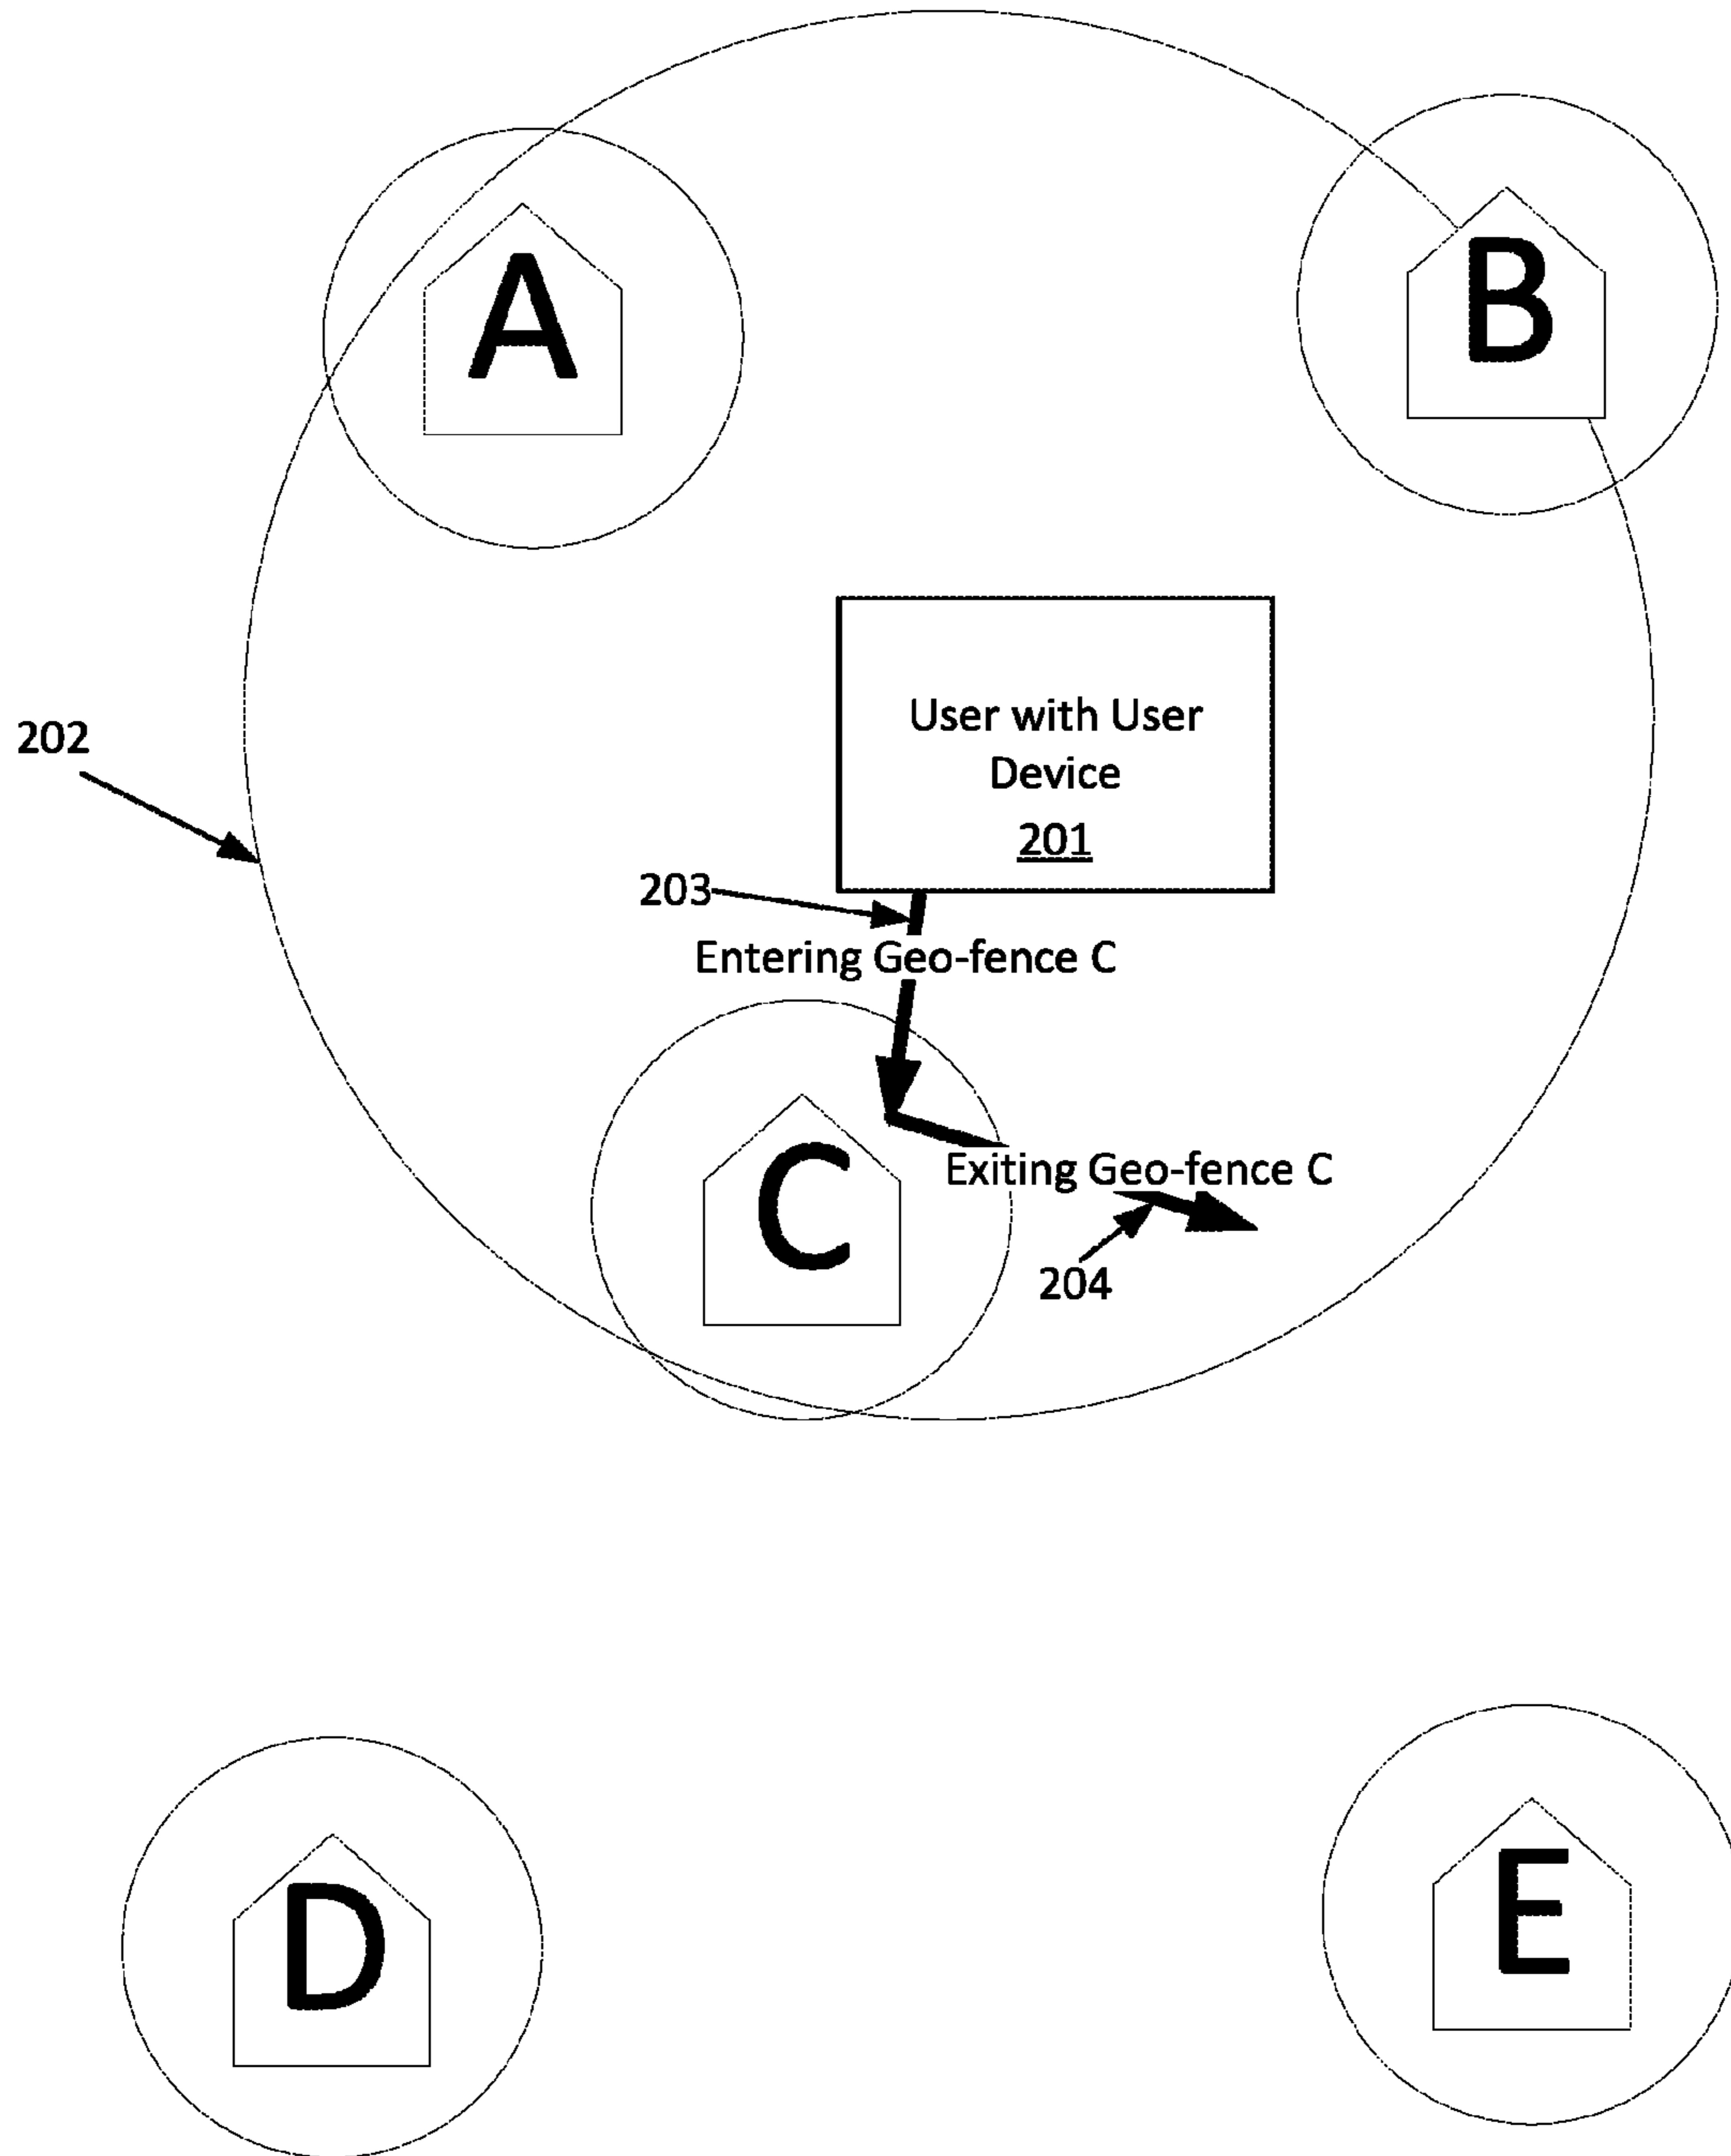 A
B
202
User with User
Device
201
203
Entering Geo-fence C
C
Exiting Geo-fence C
204
D
E